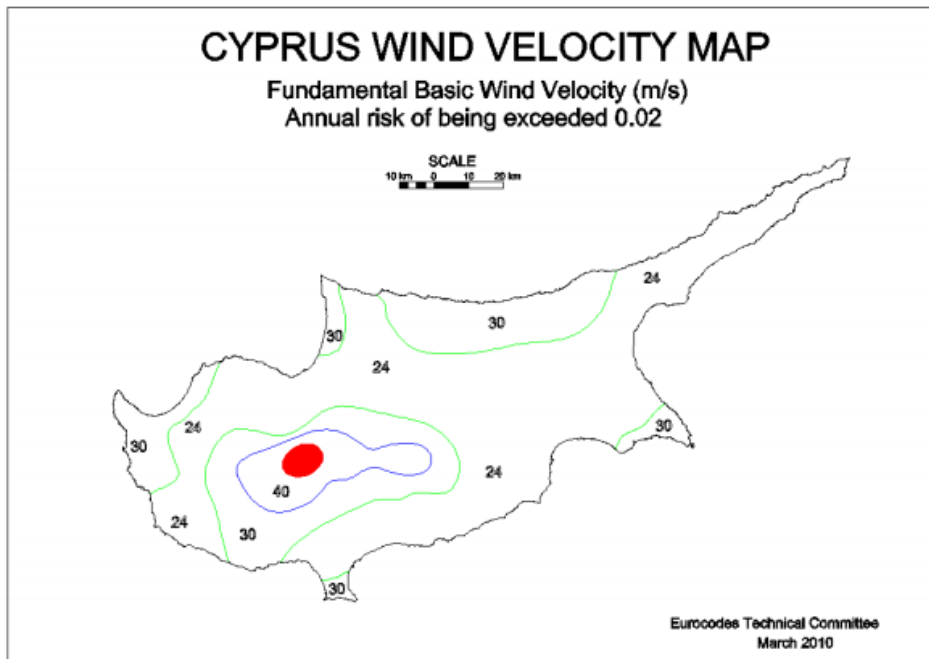 CYPRUS WIND VELOCITY MAP
Fundamental Basic Wind Velocity (m/s)
Annual risk of being exceeded 0.02
SCALE
10 km 0 10 20 km
24
30
30
24
24
30
30
24
40
24
30
30
Eurocodes Technical Committee
March 2010